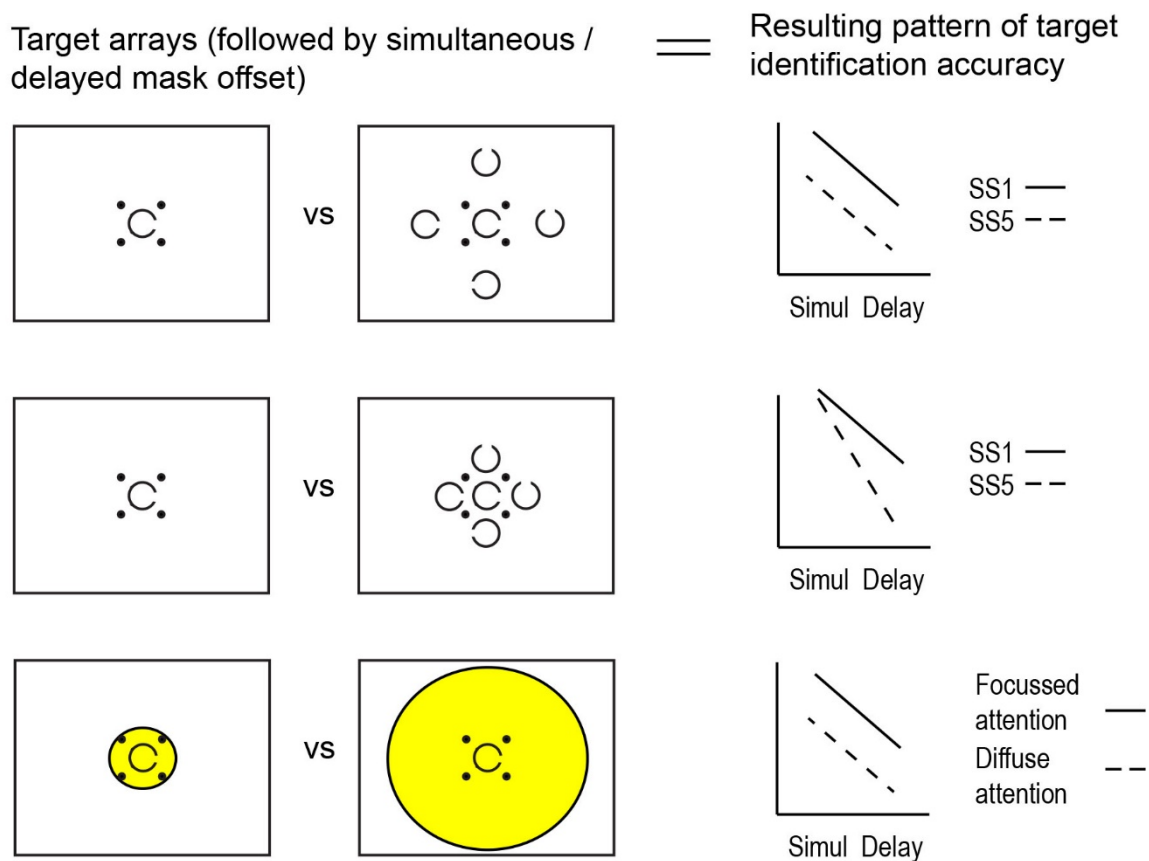 Target arrays (followed by simultaneous /
delayed mask offset)
Resulting pattern of target
identification accuracy
vs
SS1
SS5
Simul Delay
vs
SS1
SS5
Simul Delay
vs
Focussed
attention
Diffuse
attention
Simul Delay